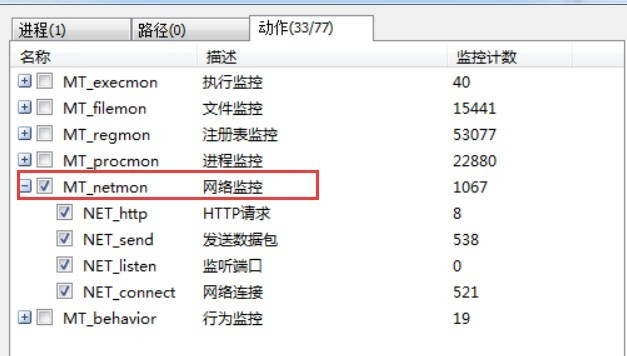 进程(1) 路径(0) 动作(33/77)
名称 描述 监控计数
MT_execmon 执行监控 40
MT_filemon 文件监控 15441
MT_regmon 注册表监控 53077
MT_procmon 进程监控 22880
MT_netmon 网络监控 1067
NET_http HTTP请求 8
NET_send 发送数据包 538
NET_listen 监听端口 0
NET_connect 网络连接 521
MT_behavior 行为监控 19